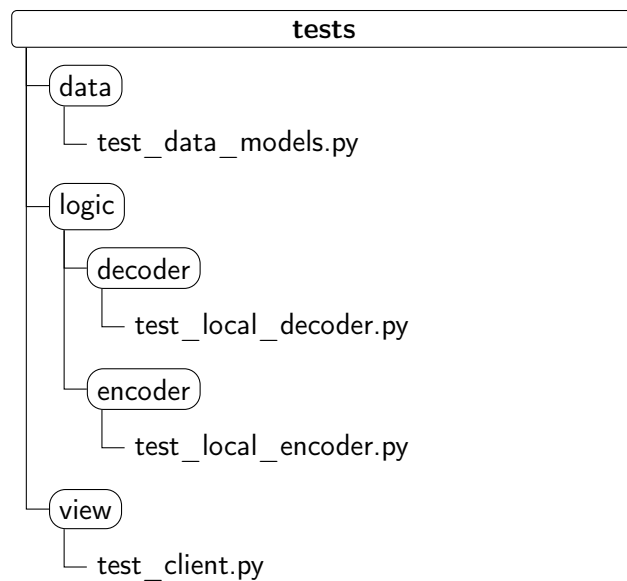 tests
data
test_data_models.py
logic
decoder
test_local_decoder.py
encoder
test_local_encoder.py
view
test_client.py